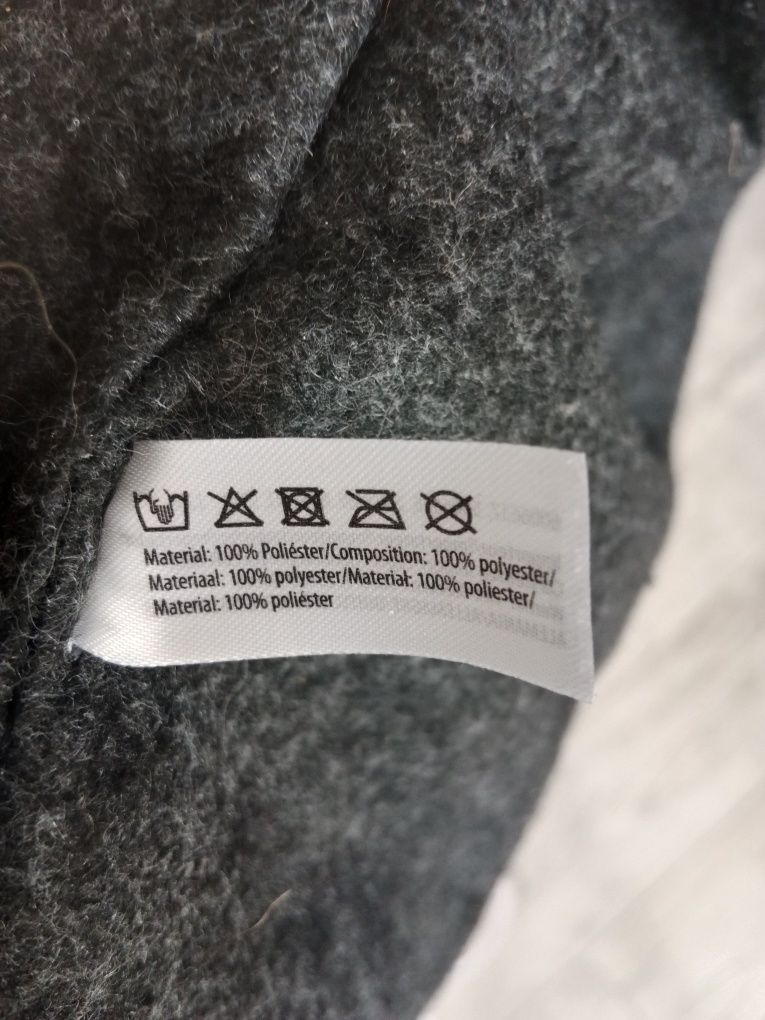 Material: 100% Poliéster/Composition: 100% polyester/
Materiaal: 100% polyester/Materiał: 100% poliester/
Material: 100% poliéster